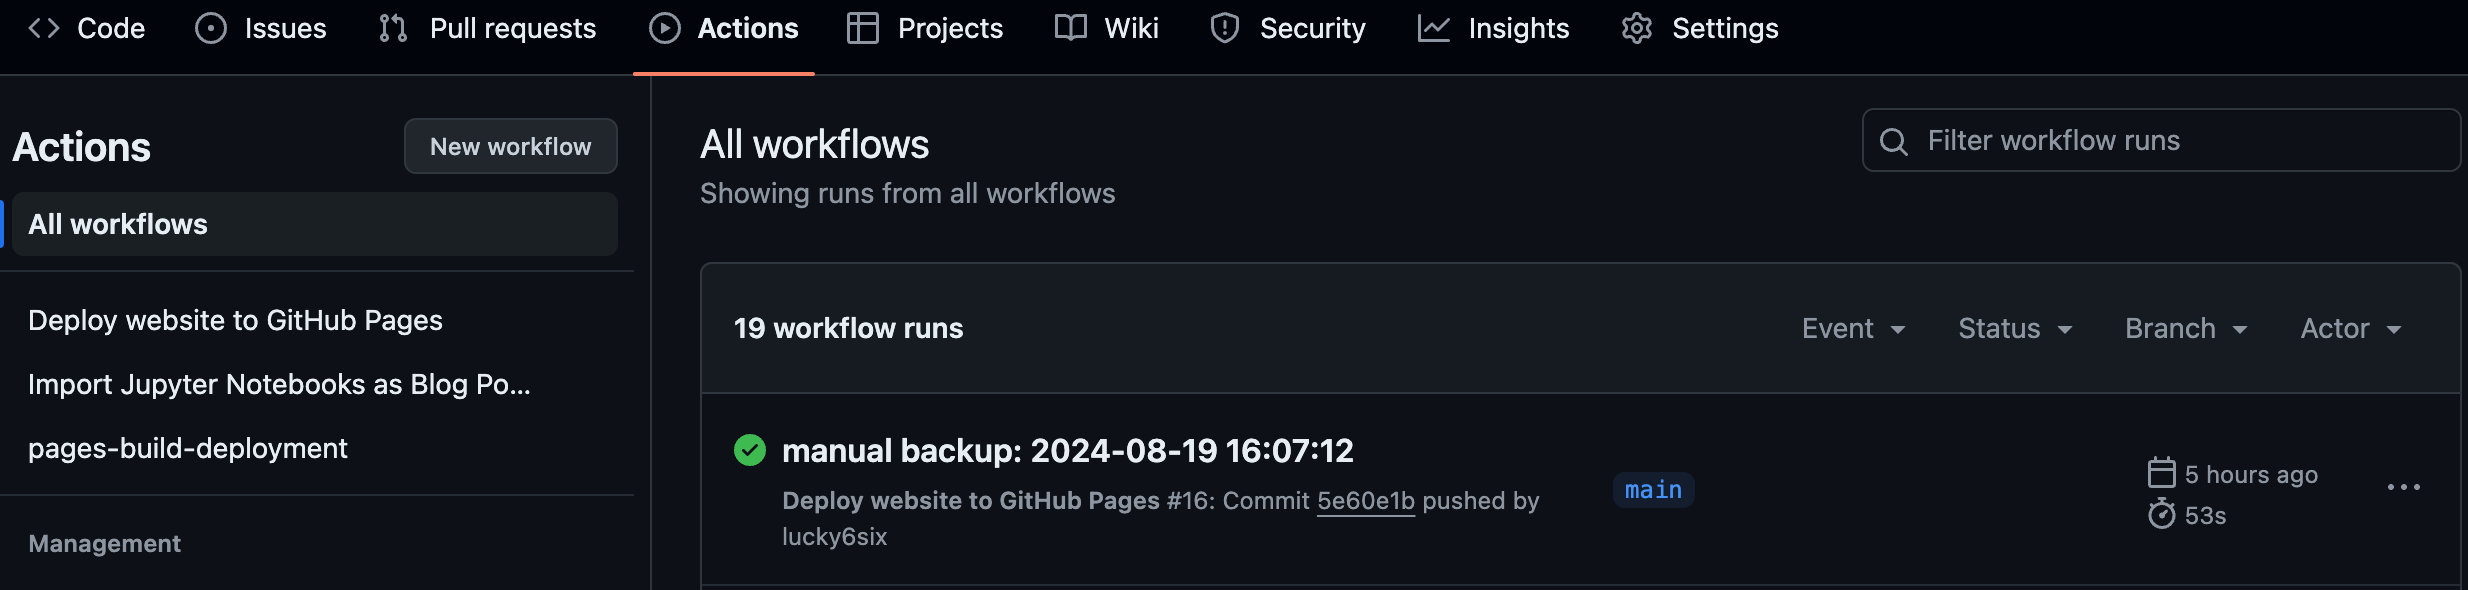 Code Issues Pull requests Actions Projects Wiki Security Insights Settings
Actions
New workflow
All workflows
Deploy website to GitHub Pages
Import Jupyter Notebooks as Blog Po...
pages-build-deployment
Management
All workflows
Showing runs from all workflows
Filter workflow runs
19 workflow runs
Event Status Branch Actor
manual backup: 2024-08-19 16:07:12
Deploy website to GitHub Pages #16: Commit 5e60e1b pushed by
lucky6six
main
5 hours ago
53s